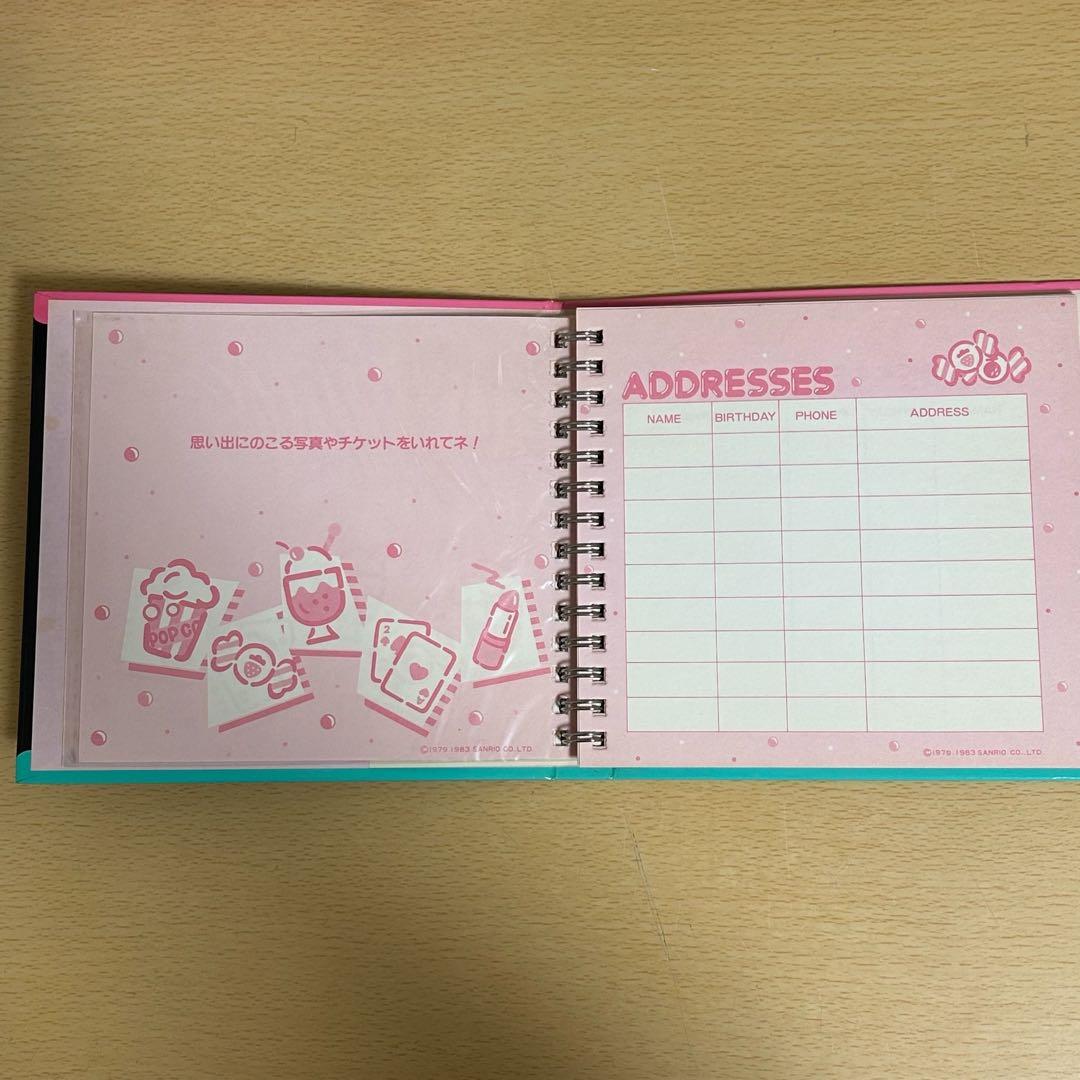 思い出にのこる写真やチケットをいれてネ!
POP CO
2
A
A
©1979,1983 SANRIO CO., LTD.
ADDRESSES
NAME BIRTHDAY PHONE ADDRESS
©1979, 1983 SANRIO CO., LTD.